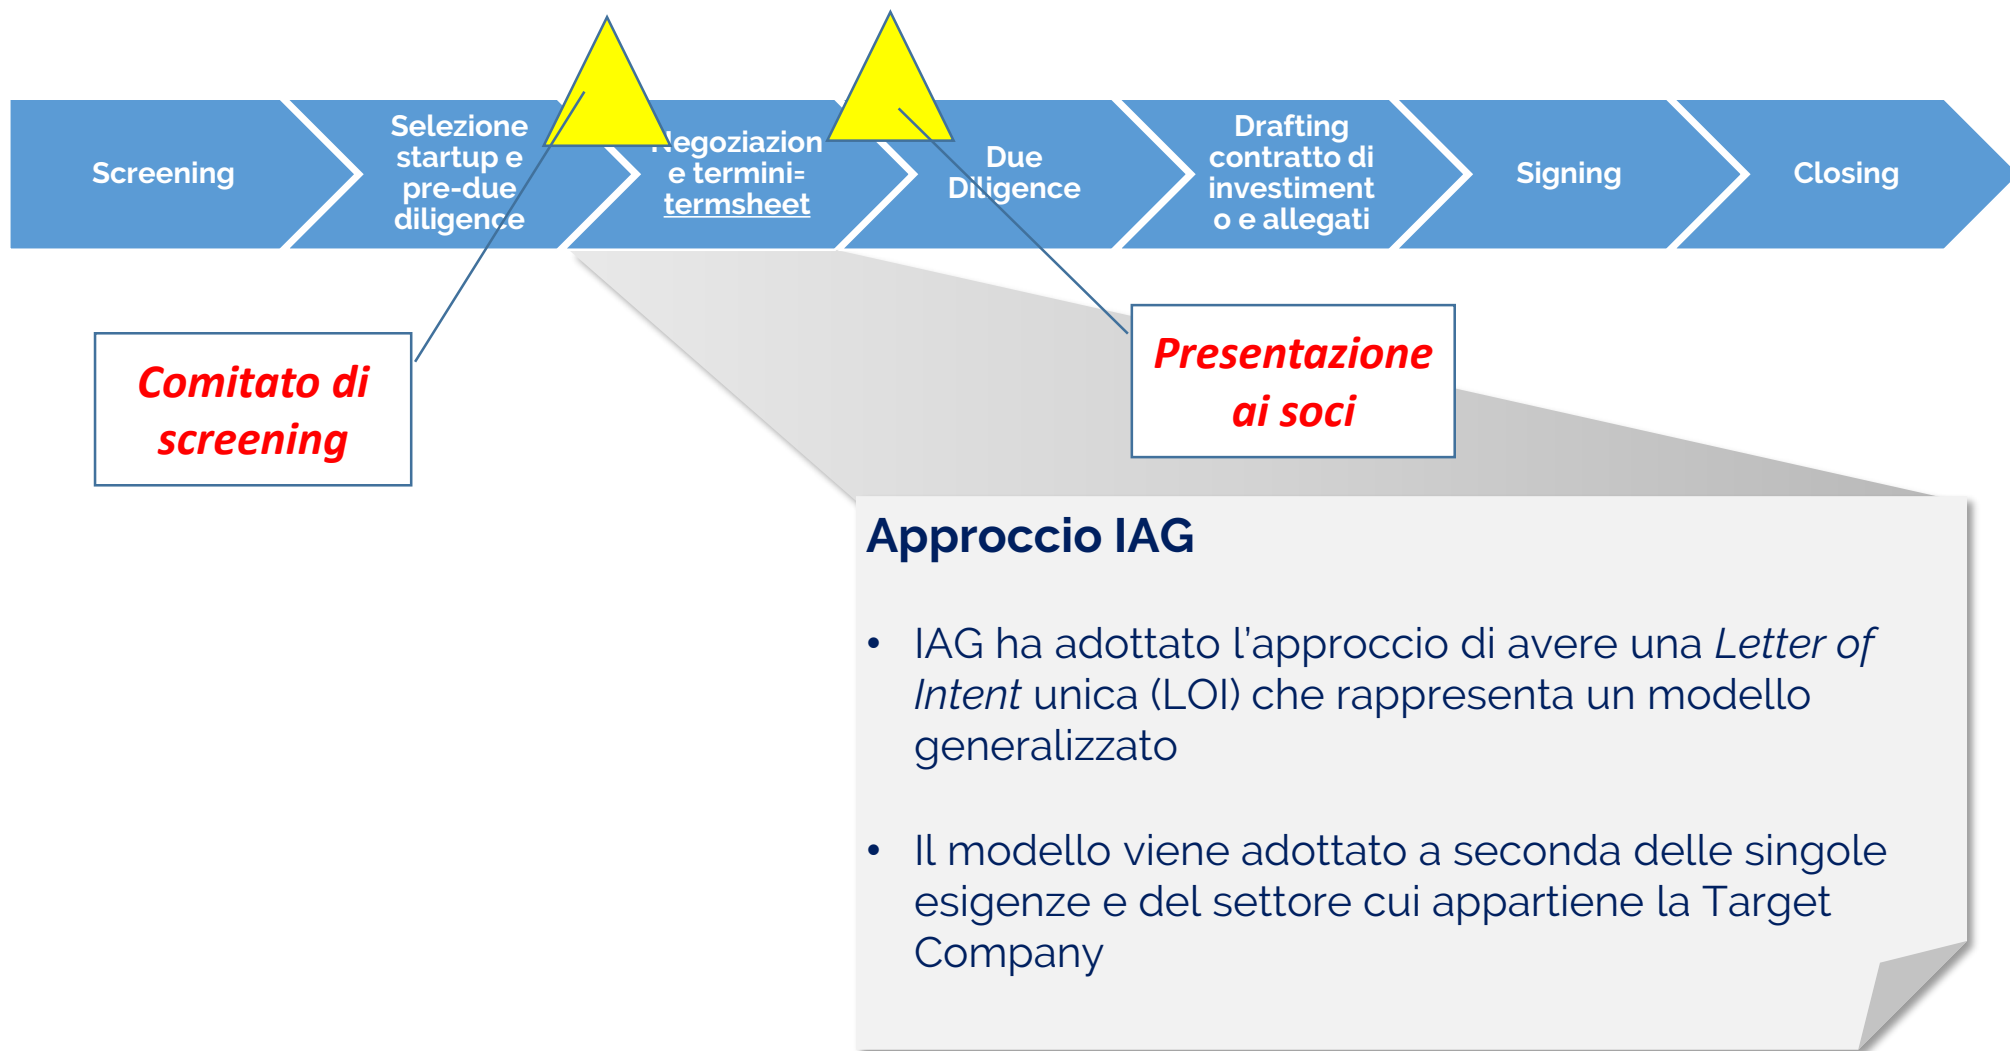 Screening
Selezione
startup e
pre-due
diligence
Negoziazion
e termini=
termsheet
Due
Diligence
Drafting
contratto di
investiment
o e allegati
Signing
Closing
Comitato di
screening
Presentazione
ai soci
Approccio IAG
• IAG ha adottato l’approccio di avere una Letter of
Intent unica (LOI) che rappresenta un modello
generalizzato
• Il modello viene adottato a seconda delle singole
esigenze e del settore cui appartiene la Target
Company